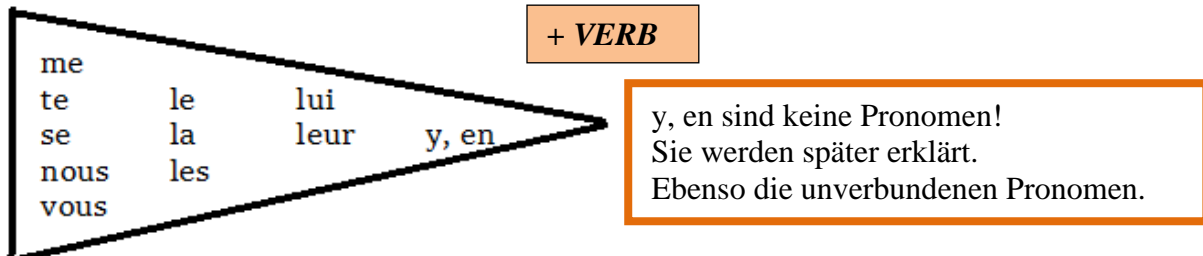 + VERB
me
te le lui
se la leur y, en
nous les
vous
y, en sind keine Pronomen!
Sie werden später erklärt.
Ebenso die unverbundenen Pronomen.